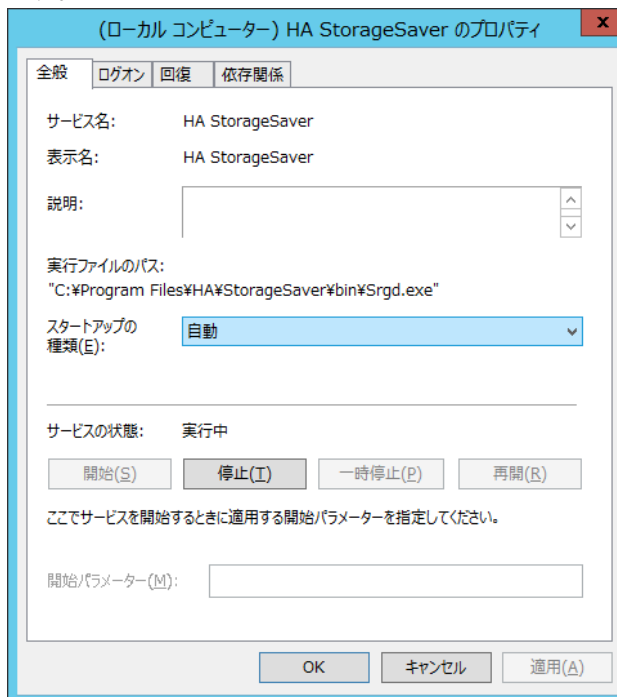 (ローカル コンピューター) HA StorageSaver のプロパティ
x
全般 ログオン 回復 依存関係
サービス名: HA StorageSaver
表示名: HA StorageSaver
説明:
実行ファイルのパス:
"C:¥Program Files¥HA¥StorageSaver¥bin¥Srgd.exe"
スタートアップの
種類(E): 自動
サービスの状態: 実行中
開始(S) 停止(T) 一時停止(P) 再開(R)
ここでサービスを開始するときに適用する開始パラメーターを指定してください。
開始パラメーター(M):
OK キャンセル 適用(A)